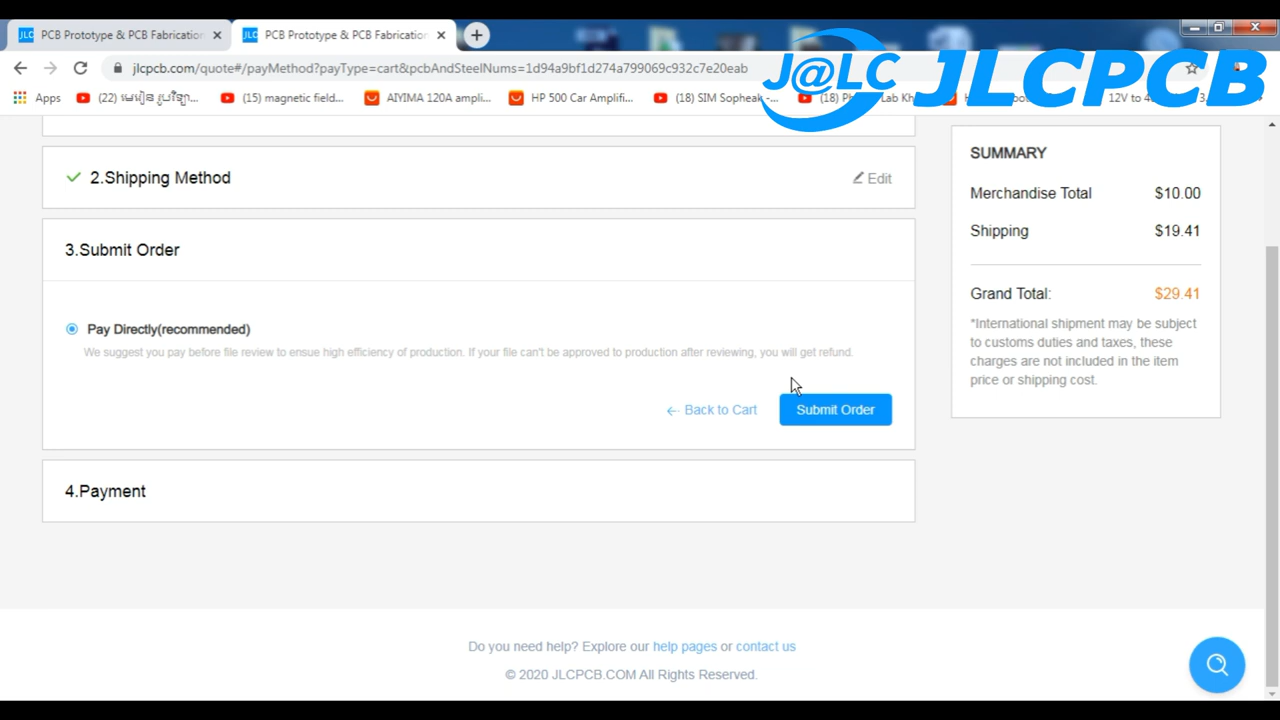 JLC PCB Prototype & PCB Fabrication
JLC PCB Prototype & PCB Fabrication
J@LC JLCPCB
jlcpcb.com/quote#/payMethod?payType=cart&pcbAndSteelNums=1d94a9bf1d274a799069c932c7e20eab
Apps (22) (15) magnetic field... AIYIMA 120A ampli... HP 500 Car Amplifi... (18) SIM Sopheak -... (18) Lab Kh 12V to
SUMMARY
2.Shipping Method
Edit
Merchandise Total $10.00
Shipping $19.41
3.Submit Order
Grand Total: $29.41
*International shipment may be subject
to customs duties and taxes, these
charges are not included in the item
price or shipping cost.
Pay Directly(recommended)
We suggest you pay before file review to ensue high efficiency of production. If your file can't be approved to production after reviewing, you will get refund.
Back to Cart
Submit Order
4.Payment
Do you need help? Explore our help pages or contact us
© 2020 JLCPCB.COM All Rights Reserved.